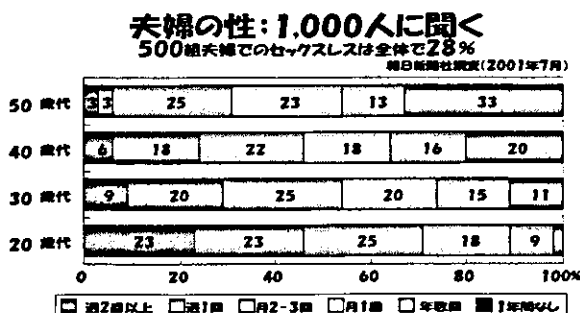 夫婦の性：1,000人に聞く
500組夫婦でのセックスレスは全体で28%
朝日新聞社調査(2001年7月)
50 歳代 3 3 25 23 13 33
40 歳代 6 18 22 18 16 20
30 歳代 9 20 25 20 15 11
20 歳代 23 23 25 18 9
0 20 40 60 80 100%
週2回以上 週1回 月2-3回 月1回 年数回 1年間なし